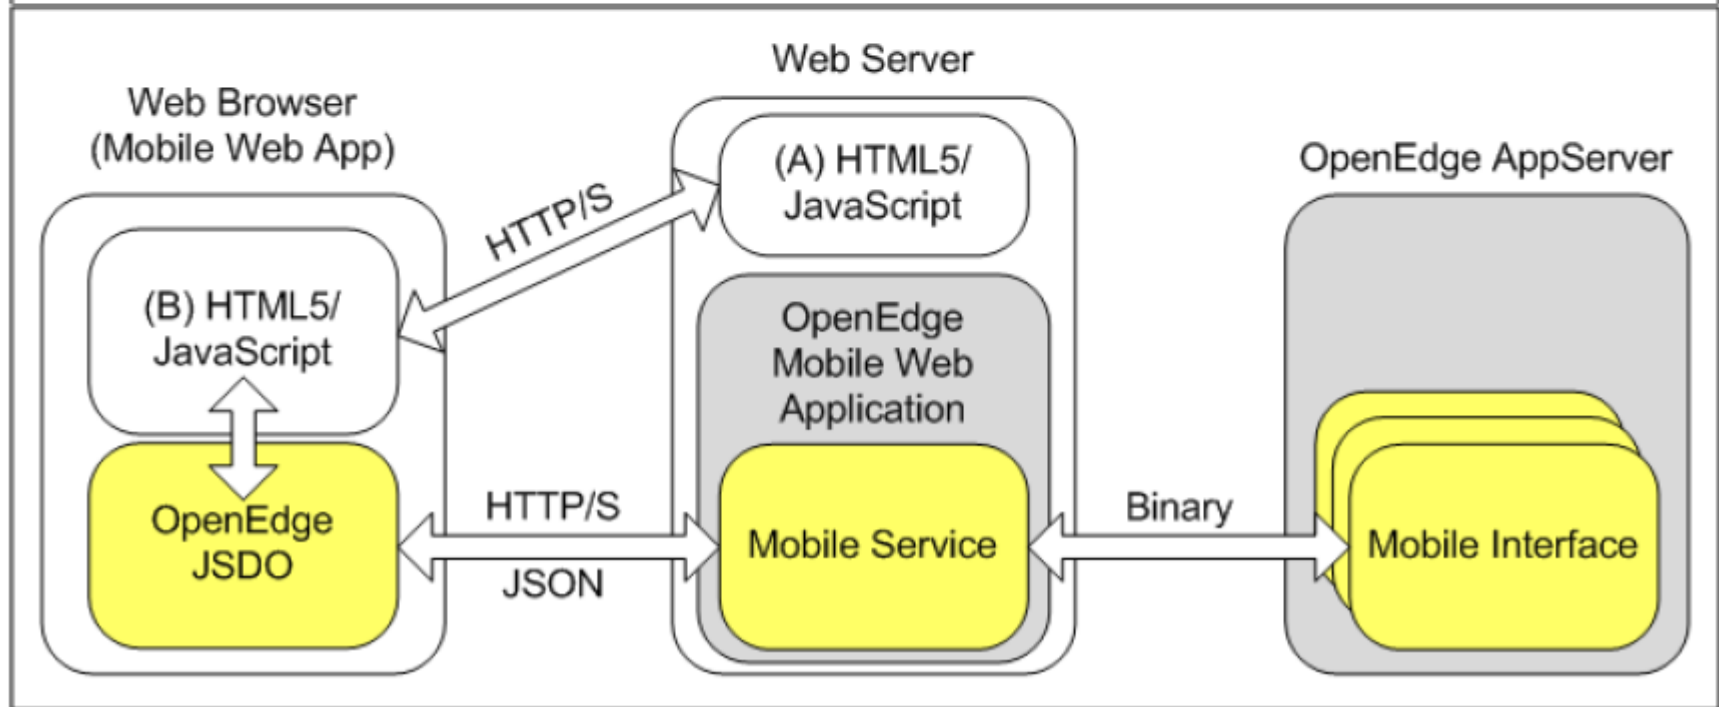 Web Browser
(Mobile Web App)
(B) HTML5/
JavaScript
OpenEdge
JSDO
HTTP/S
HTTP/S
JSON
Web Server
(A) HTML5/
JavaScript
OpenEdge
Mobile Web
Application
Mobile Service
Binary
OpenEdge AppServer
Mobile Interface